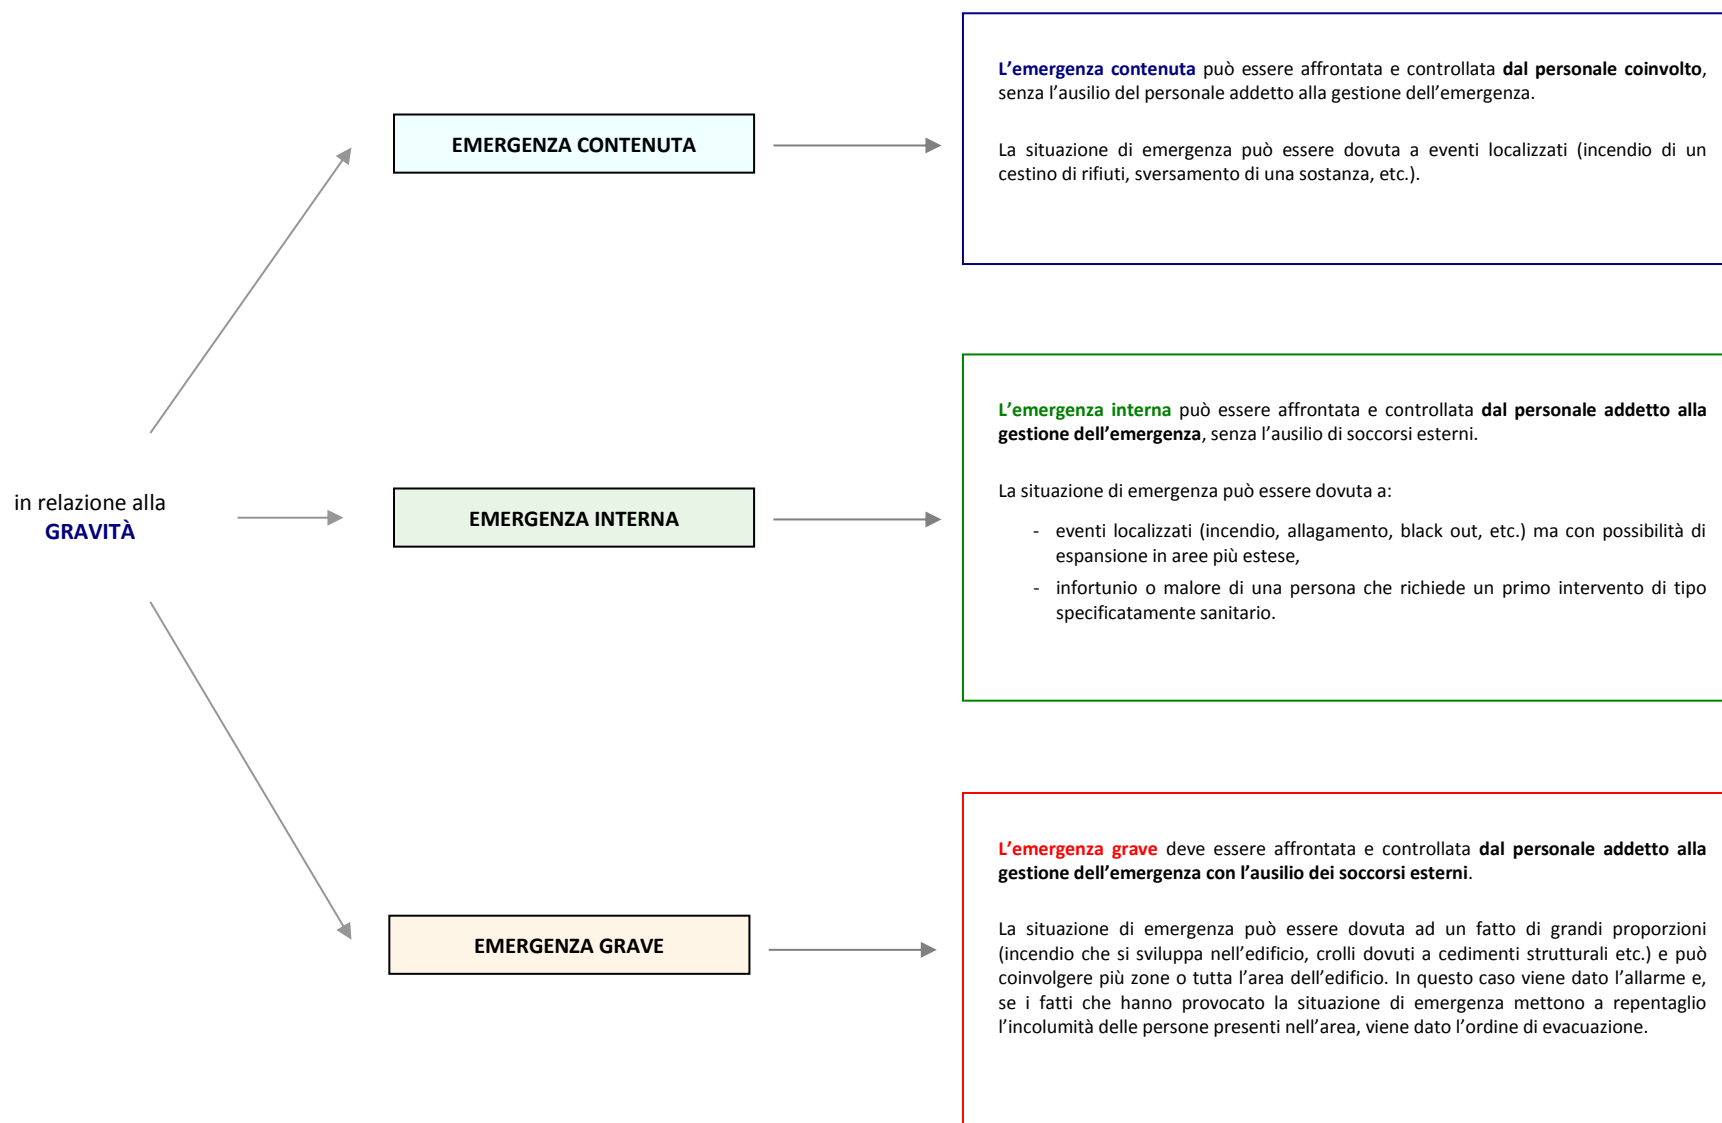 in relazione alla
GRAVITÀ
EMERGENZA CONTENUTA
L’emergenza contenuta può essere affrontata e controllata dal personale coinvolto,
senza l’ausilio del personale addetto alla gestione dell’emergenza.
La situazione di emergenza può essere dovuta a eventi localizzati (incendio di un
cestino di rifiuti, sversamento di una sostanza, etc.).
EMERGENZA INTERNA
L’emergenza interna può essere affrontata e controllata dal personale addetto alla
gestione dell’emergenza, senza l’ausilio di soccorsi esterni.
La situazione di emergenza può essere dovuta a:
- eventi localizzati (incendio, allagamento, black out, etc.) ma con possibilità di
espansione in aree più estese,
- infortunio o malore di una persona che richiede un primo intervento di tipo
specificatamente sanitario.
EMERGENZA GRAVE
L’emergenza grave deve essere affrontata e controllata dal personale addetto alla
gestione dell’emergenza con l’ausilio dei soccorsi esterni.
La situazione di emergenza può essere dovuta ad un fatto di grandi proporzioni
(incendio che si sviluppa nell’edificio, crolli dovuti a cedimenti strutturali etc.) e può
coinvolgere più zone o tutta l’area dell’edificio. In questo caso viene dato l’allarme e,
se i fatti che hanno provocato la situazione di emergenza mettono a repentaglio
l’incolumità delle persone presenti nell’area, viene dato l’ordine di evacuazione.